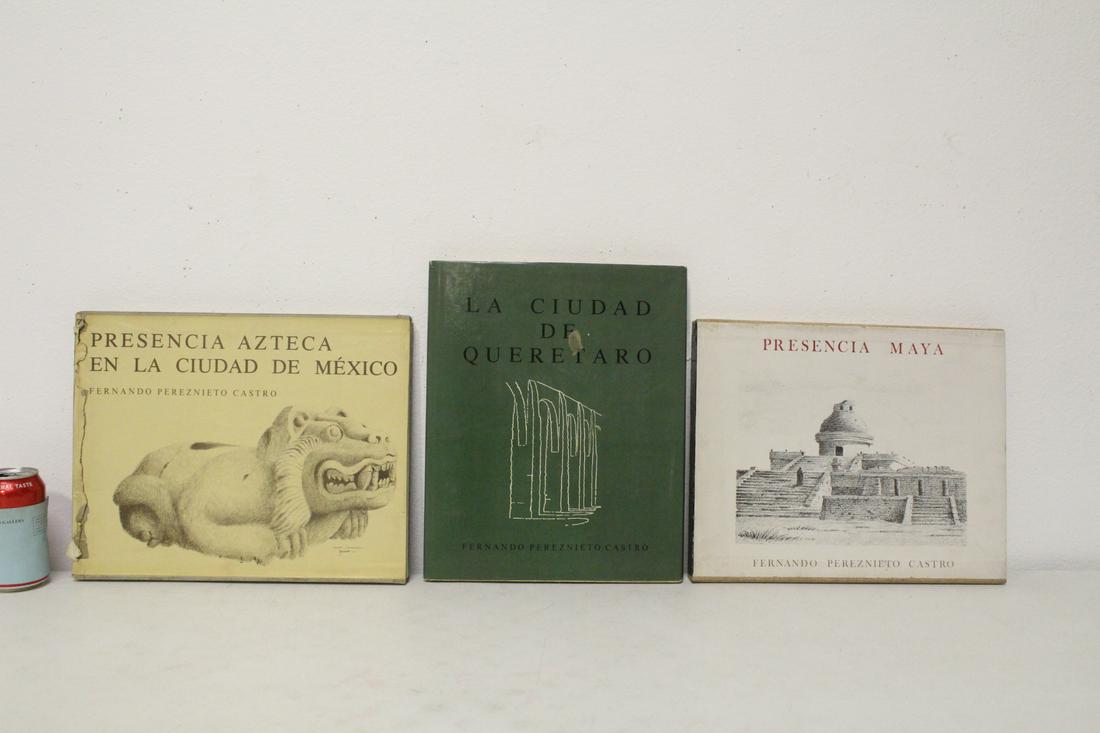 PRESENCIA AZTECA
EN LA CIUDAD DE MÉXICO
FERNANDO PEREZNIETO CASTRO
LA CIUDAD
DE
QUERETARO
FERNANDO PEREZNIETO CASTRO
PRESENCIA MAYA
FERNANDO PEREZNIETO CASTRO
TASTE